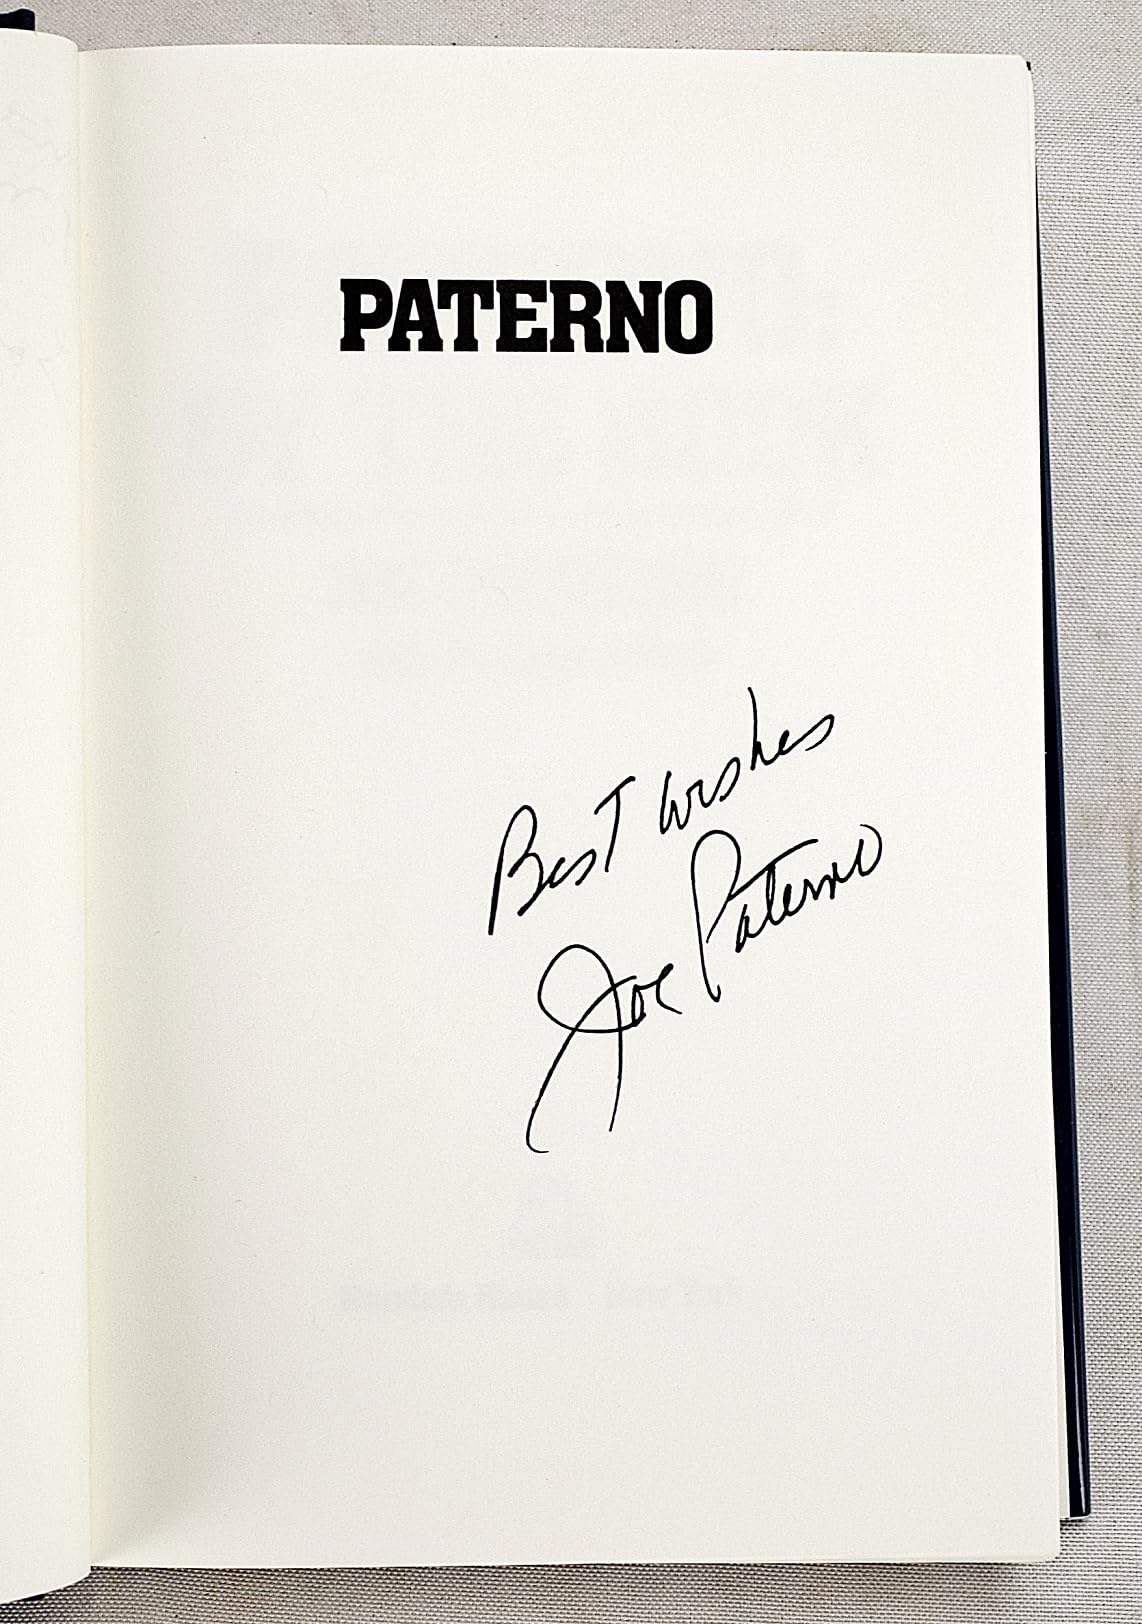 PATERNO
Best wishes
Joe Paterno